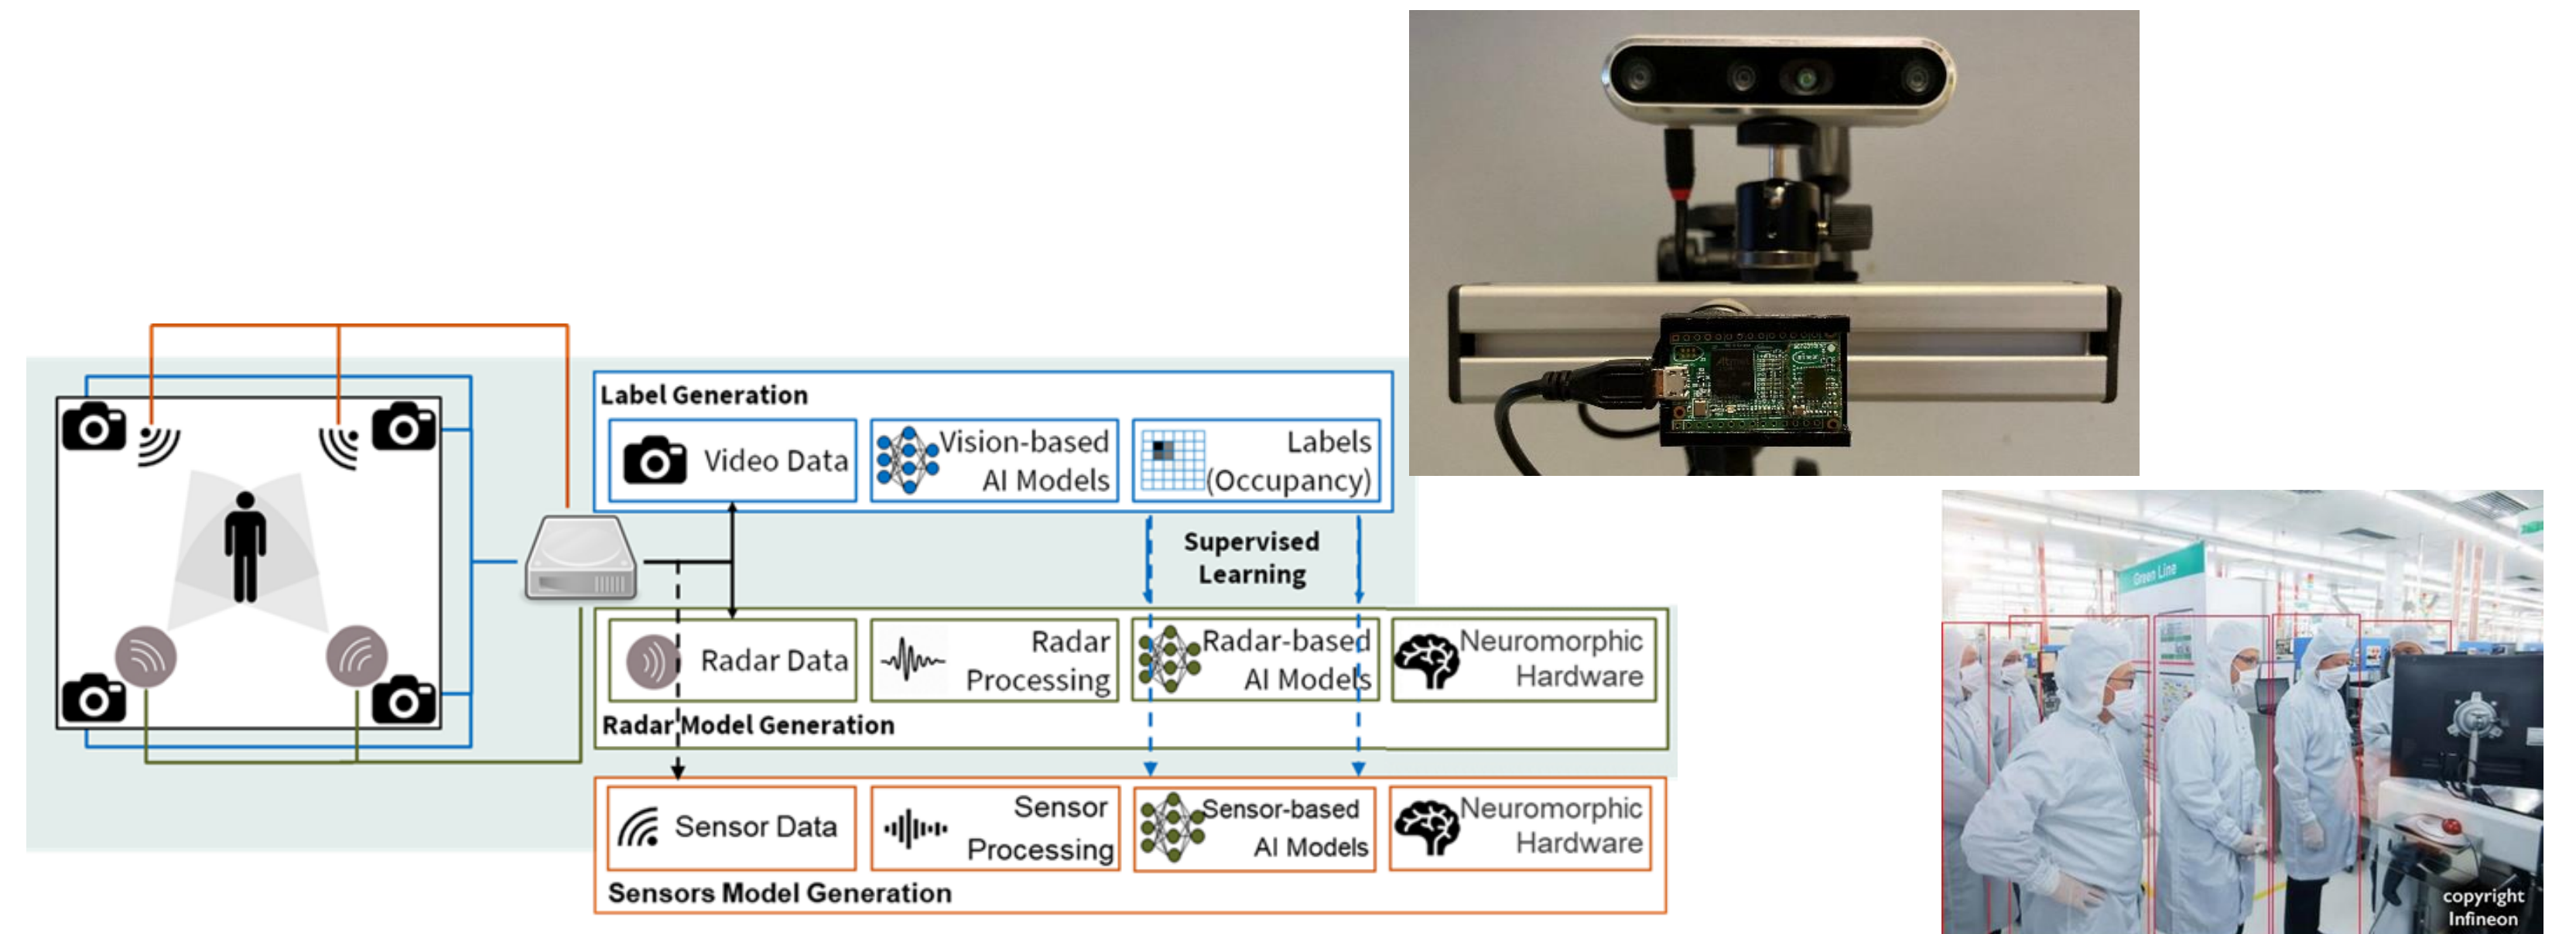 Label Generation
Video Data
Vision-based
AI Models
Labels
(Occupancy)
Supervised
Learning
Radar Data
Radar
Processing
Radar-based
AI Models
Neuromorphic
Hardware
Radar Model Generation
Sensor Data
Sensor
Processing
Sensor-based
AI Models
Neuromorphic
Hardware
Sensors Model Generation
Atmel
Green Line
copyright
Infineon